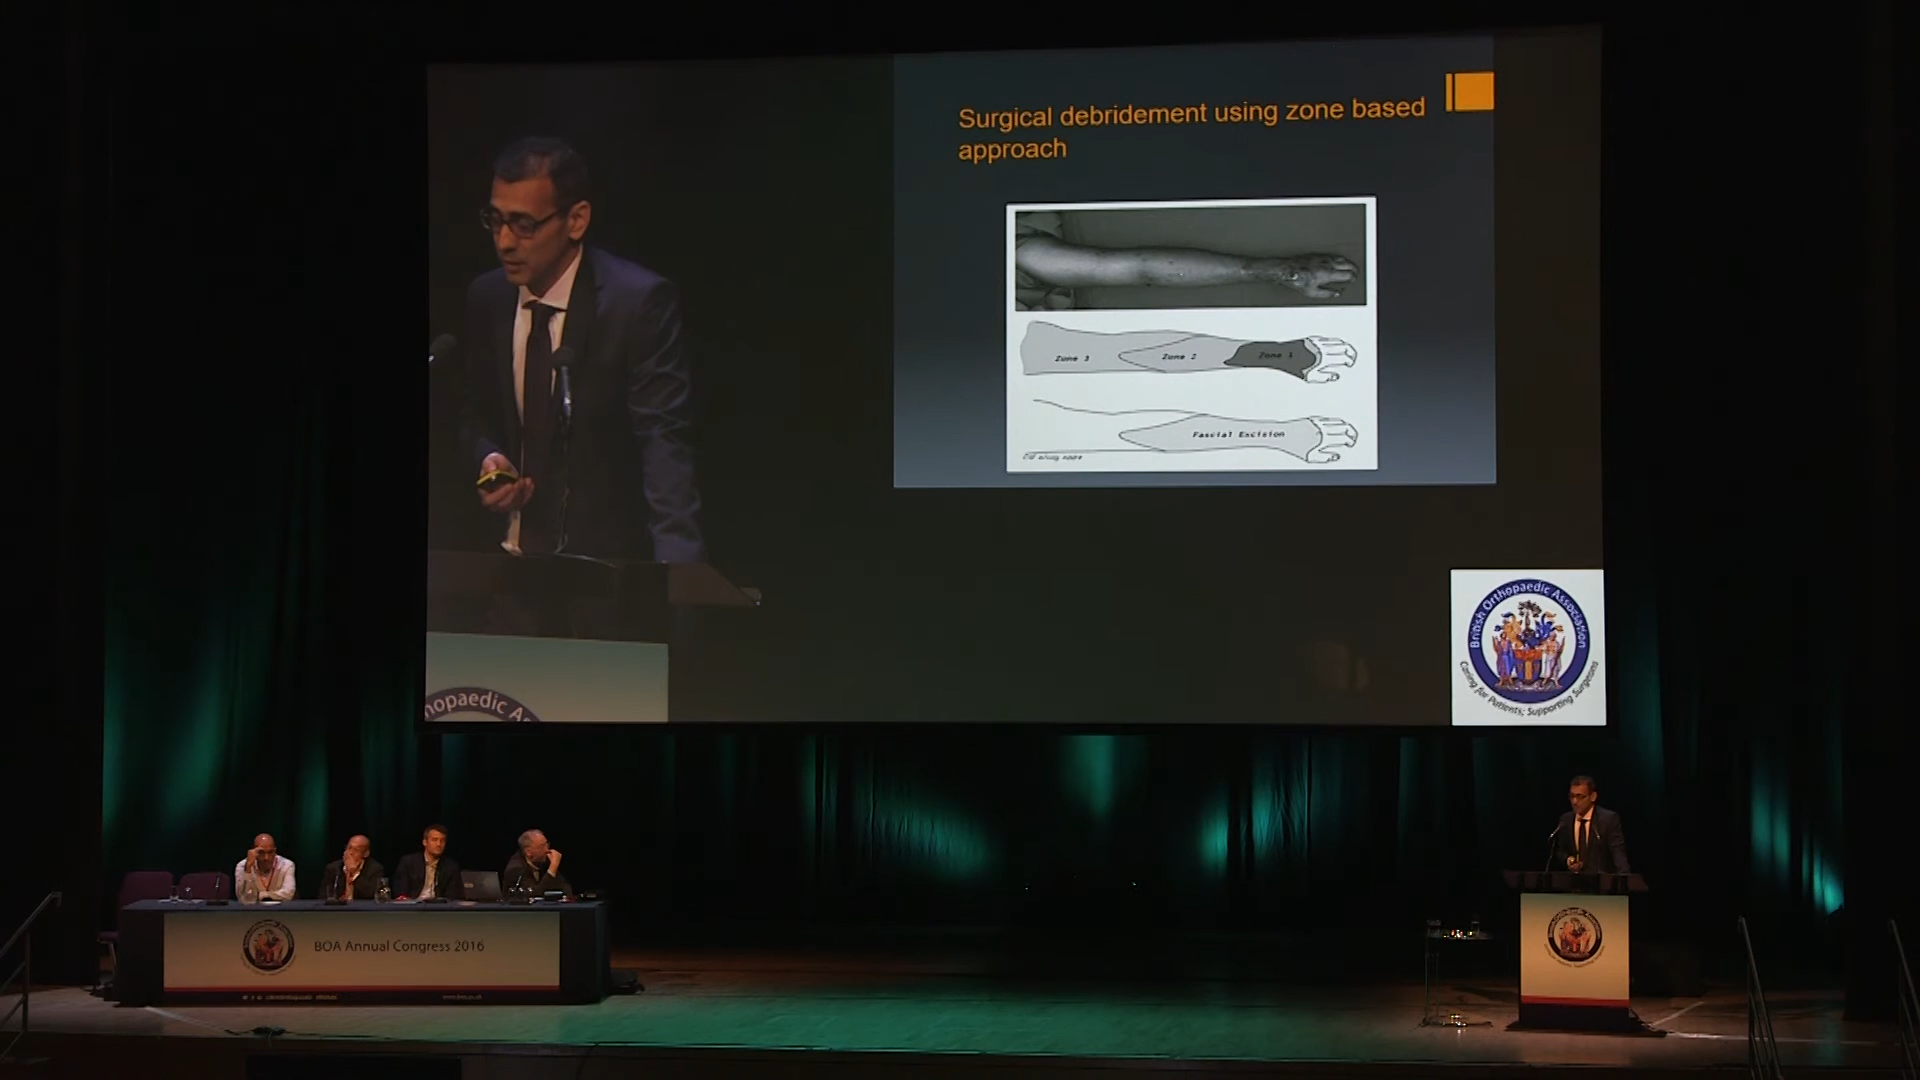 Surgical debridement using zone based
approach
Zone 3
Zone 2
Zone 1
Fascial Excision
British Orthopaedic Association
Caring for Patients; Supporting Surgeons
hopaedic As
BOA Annual Congress 2016